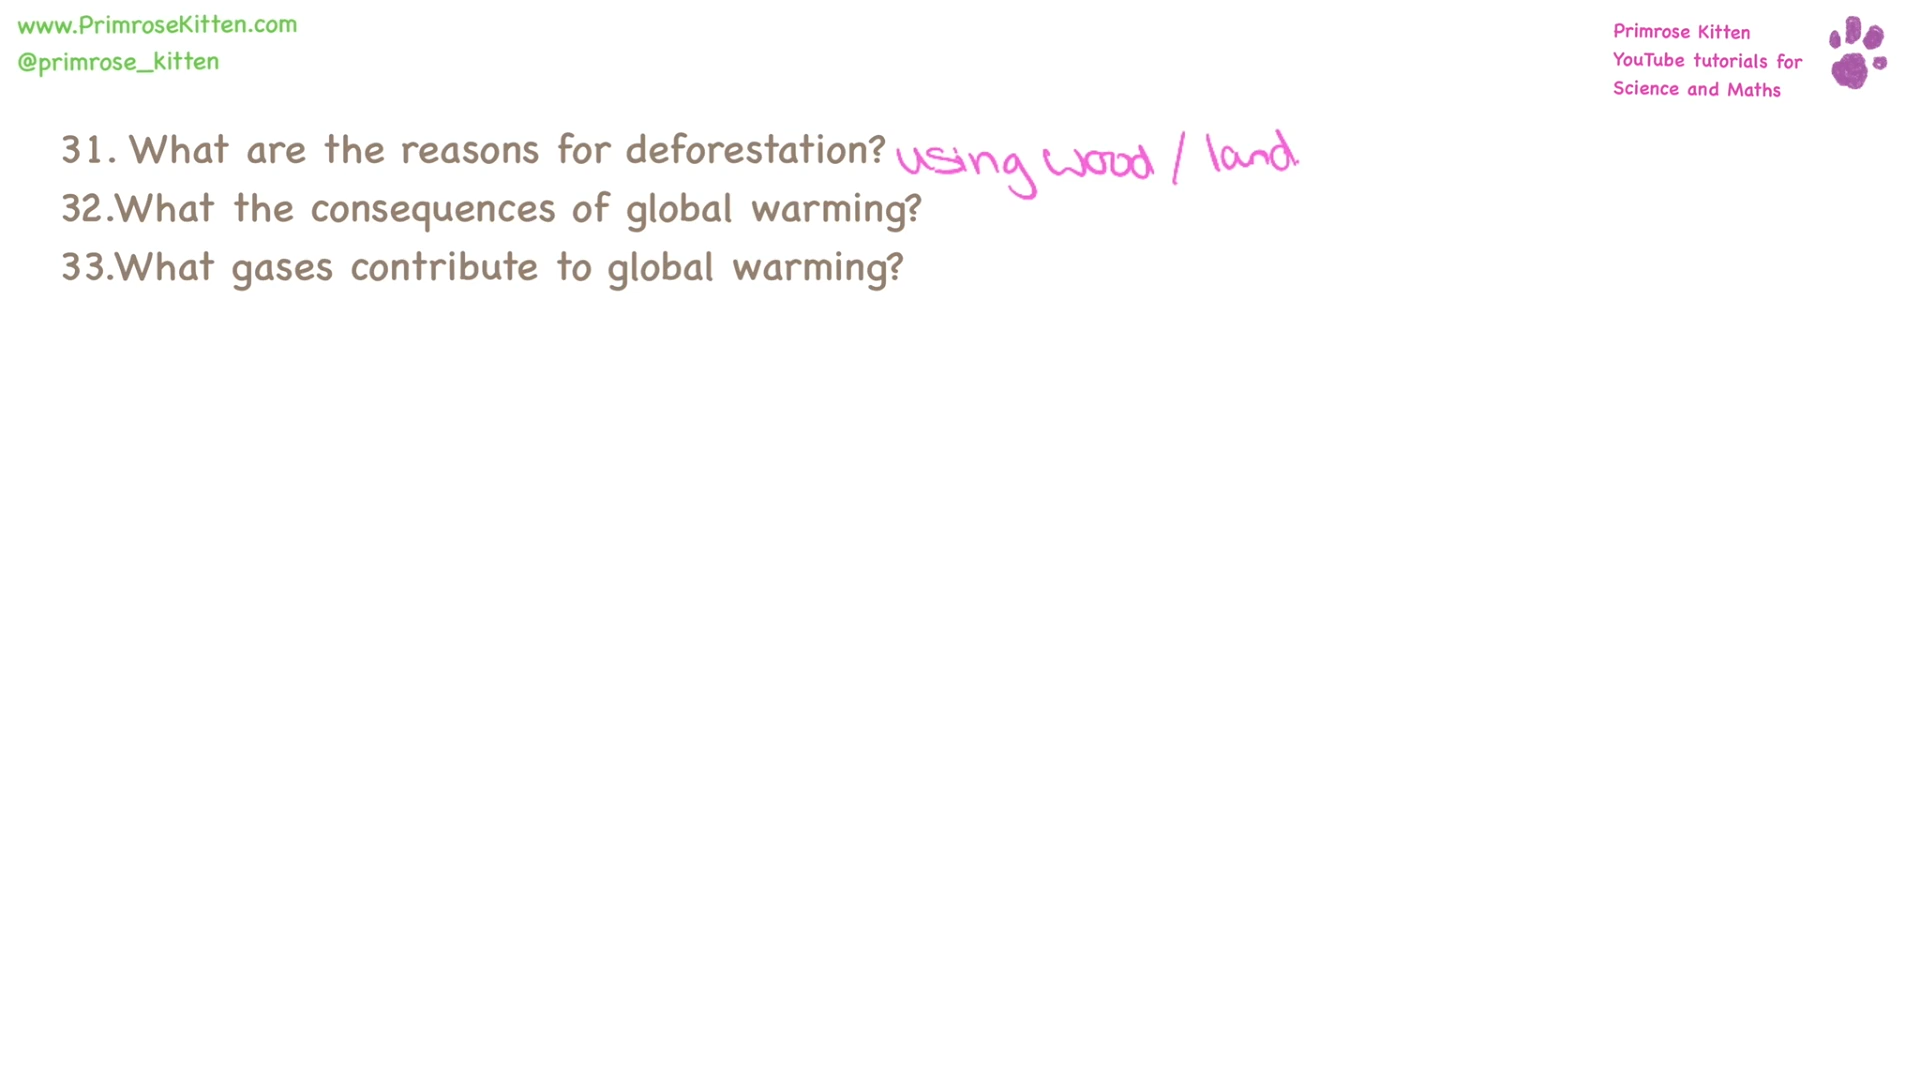 www.PrimroseKitten.com
@primrose_kitten
Primrose Kitten
YouTube tutorials for
Science and Maths
31. What are the reasons for deforestation? using wood / land
32.What the consequences of global warming?
33.What gases contribute to global warming?